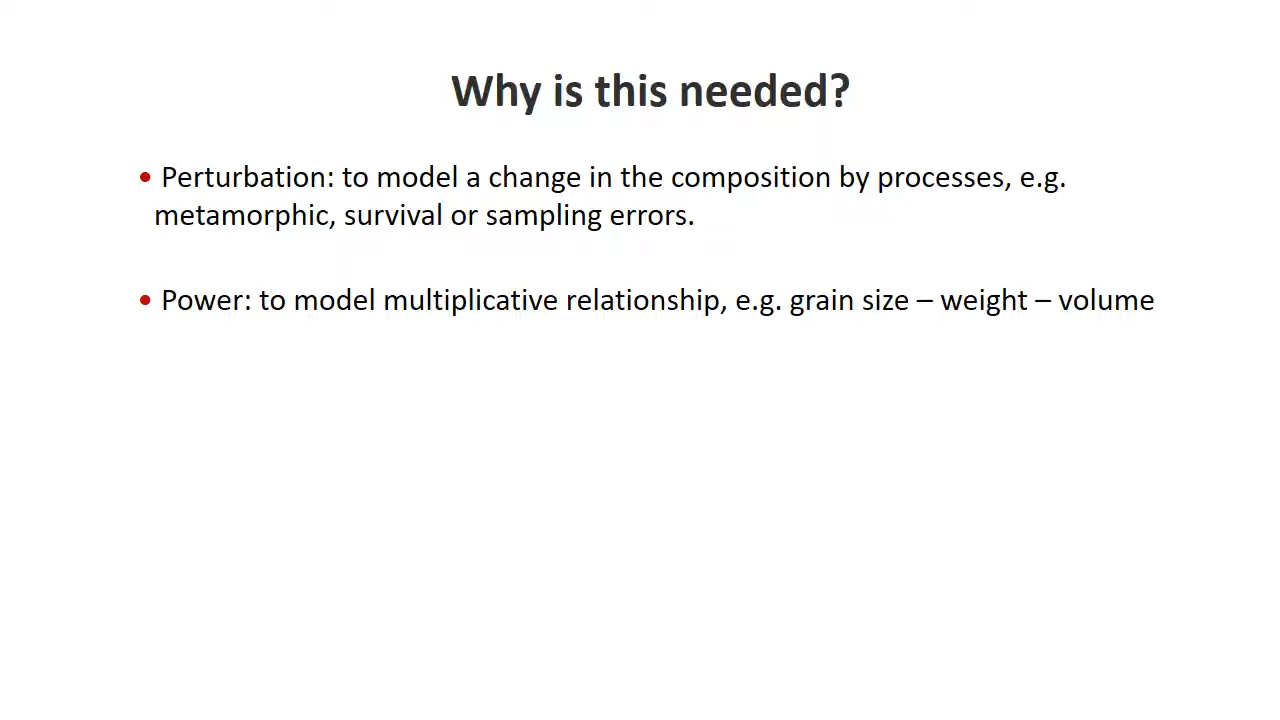 Why is this needed?
• Perturbation: to model a change in the composition by processes, e.g.
metamorphic, survival or sampling errors.
• Power: to model multiplicative relationship, e.g. grain size – weight – volume